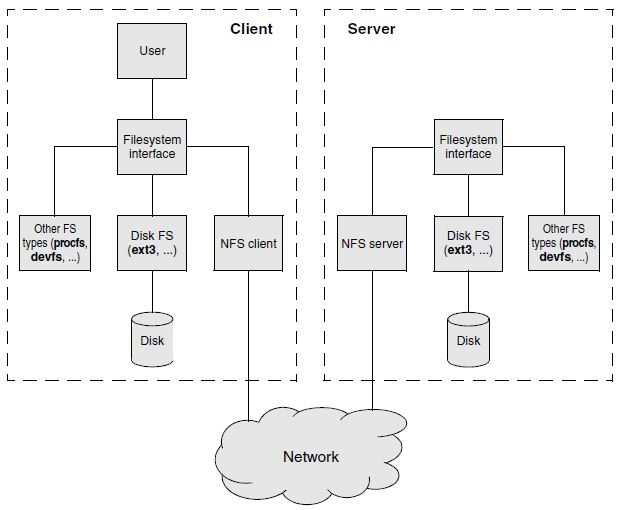 Client
User
Filesystem
interface
Other FS
types (procfs,
devfs, ...)
Disk FS
(ext3, ...)
NFS client
Disk
Server
Filesystem
interface
NFS server
Disk FS
(ext3, ...)
Other FS
types (procfs,
devfs, ...)
Disk
Network